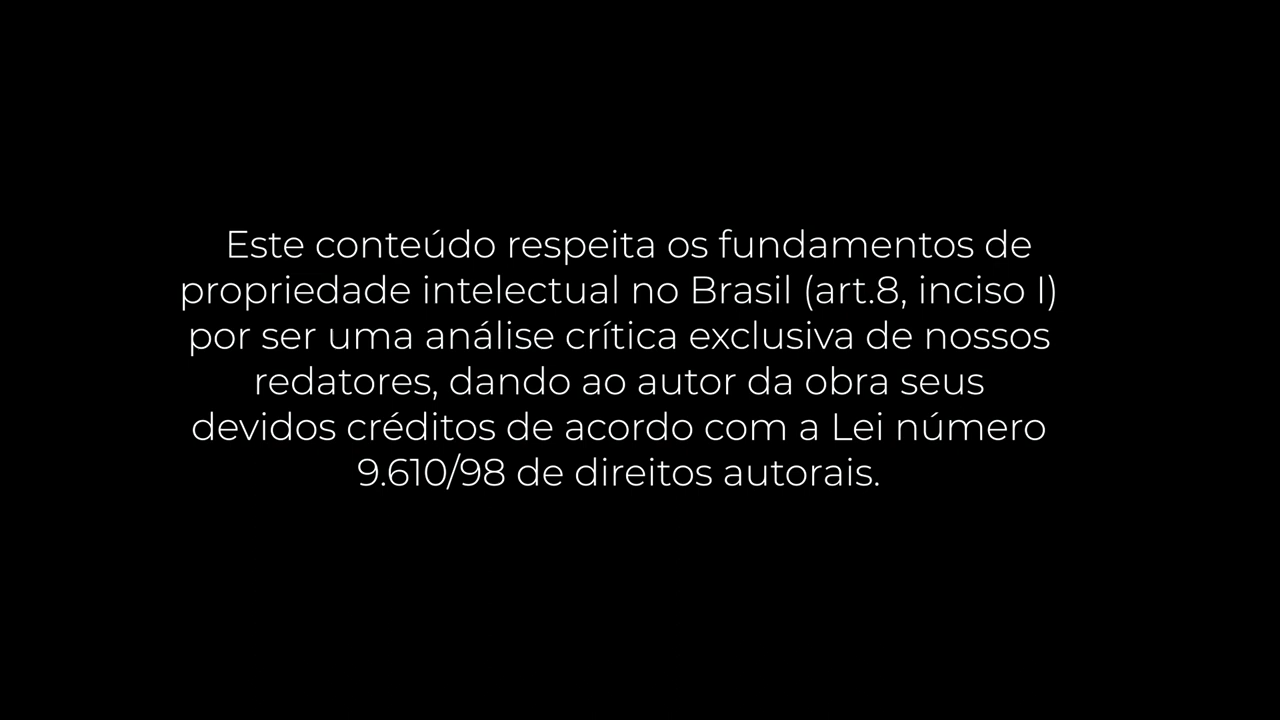 Este conteúdo respeita os fundamentos de
propriedade intelectual no Brasil (art.8, inciso I)
por ser uma análise crítica exclusiva de nossos
redatores, dando ao autor da obra seus
devidos créditos de acordo com a Lei número
9.610/98 de direitos autorais.